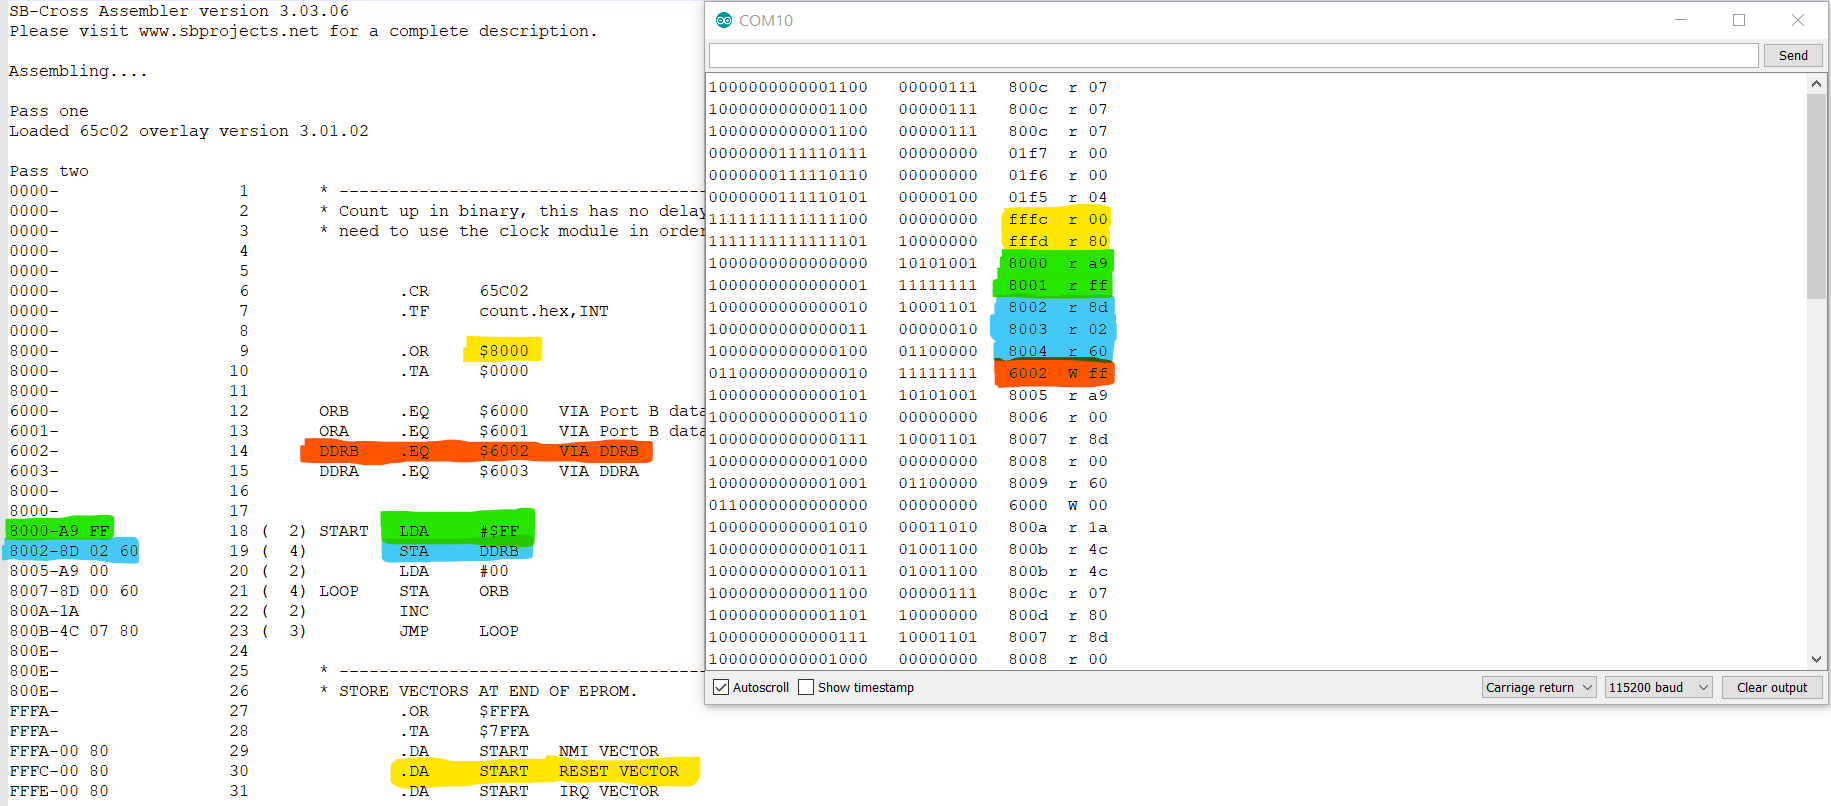 SB-Cross Assembler version 3.03.06
Please visit www.sbprojects.net for a complete description.
Assembling....
Pass one
Loaded 65c02 overlay version 3.01.02
Pass two
0000- 1 * -------------------------------------
0000- 2 * Count up in binary, this has no delay
0000- 3 * need to use the clock module in order
0000- 4
0000- 5
0000- 6 .CR 65C02
0000- 7 .TF count.hex,INT
0000- 8
8000- 9 .OR $8000
8000- 10 .TA $0000
8000- 11
6000- 12 ORB .EQ $6000 VIA Port B data
6001- 13 ORA .EQ $6001 VIA Port B data
6002- 14 DDRB .EQ $6002 VIA DDRB
6003- 15 DDRA .EQ $6003 VIA DDRA
8000- 16
8000- 17
8000-A9 FF 18 ( 2) START LDA #$FF
8002-8D 02 60 19 ( 4) STA DDRB
8005-A9 00 20 ( 2) LDA #00
8007-8D 00 60 21 ( 4) LOOP STA ORB
800A-1A 22 ( 2) INC
800B-4C 07 80 23 ( 3) JMP LOOP
800E- 24
800E- 25 * -------------------------------------
800E- 26 * STORE VECTORS AT END OF EPROM.
FFFA- 27 .OR $FFFA
FFFA- 28 .TA $7FFA
FFFA-00 80 29 .DA START NMI VECTOR
FFFC-00 80 30 .DA START RESET VECTOR
FFFE-00 80 31 .DA START IRQ VECTOR
COM10
Send
1000000000001100 00000111 800c r 07
1000000000001100 00000111 800c r 07
1000000000001100 00000111 800c r 07
0000000111110111 00000000 01f7 r 00
0000000111110110 00000000 01f6 r 00
0000000111110101 00000100 01f5 r 04
1111111111111100 00000000 fffc r 00
1111111111111101 10000000 fffd r 80
1000000000000000 10101001 8000 r a9
1000000000000001 11111111 8001 r ff
1000000000000010 10001101 8002 r 8d
1000000000000011 00000010 8003 r 02
1000000000000100 01100000 8004 r 60
0110000000000010 11111111 6002 W ff
1000000000000101 10101001 8005 r a9
1000000000000110 00000000 8006 r 00
1000000000000111 10001101 8007 r 8d
1000000000001000 00000000 8008 r 00
1000000000001001 01100000 8009 r 60
0110000000000000 00000000 6000 W 00
1000000000001010 00011010 800a r 1a
1000000000001011 01001100 800b r 4c
1000000000001011 01001100 800b r 4c
1000000000001100 00000111 800c r 07
1000000000001101 10000000 800d r 80
1000000000000111 10001101 8007 r 8d
1000000000001000 00000000 8008 r 00
Autoscroll Show timestamp Carriage return 115200 baud Clear output